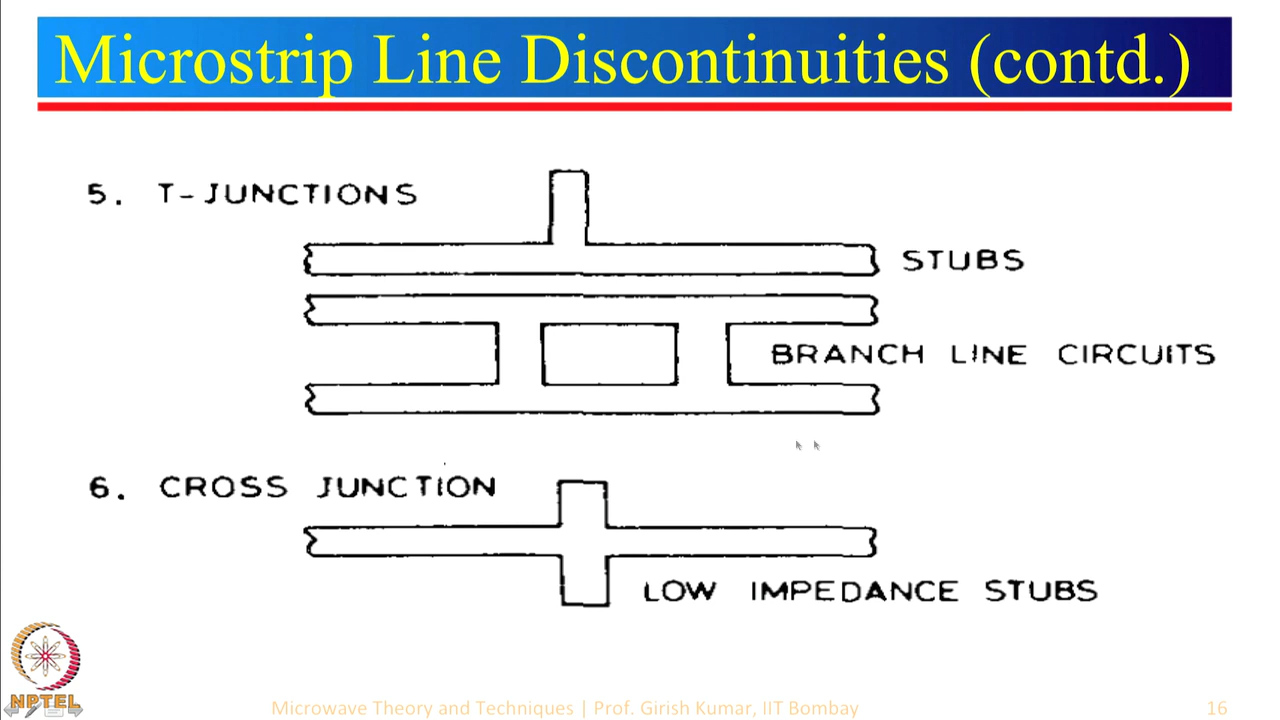 Microstrip Line Discontinuities (contd.)
5. T-JUNCTIONS
STUBS
BRANCH LINE CIRCUITS
6. CROSS JUNCTION
LOW IMPEDANCE STUBS
NPTEL
Microwave Theory and Techniques | Prof. Girish Kumar, IIT Bombay
16